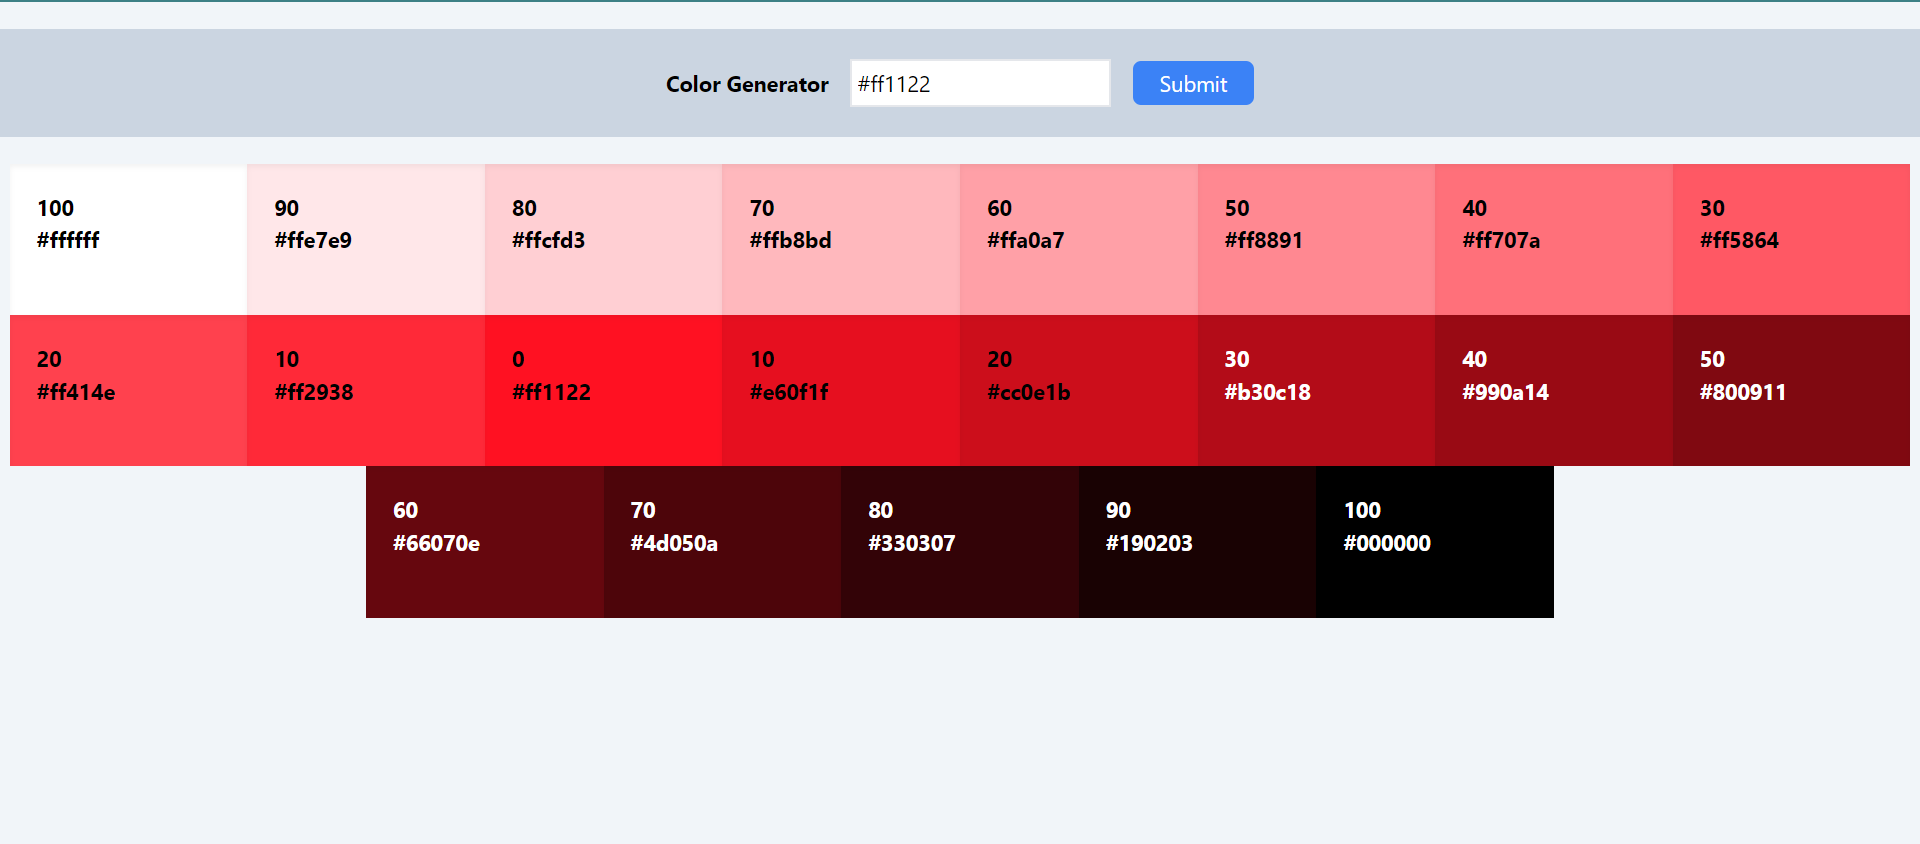 Color Generator #ff1122 Submit
100
#ffffff
90
#ffe7e9
80
#ffcfd3
70
#ffb8bd
60
#ffa0a7
50
#ff8891
40
#ff707a
30
#ff5864
20
#ff414e
10
#ff2938
0
#ff1122
10
#e60f1f
20
#cc0e1b
30
#b30c18
40
#990a14
50
#800911
60
#66070e
70
#4d050a
80
#330307
90
#190203
100
#000000